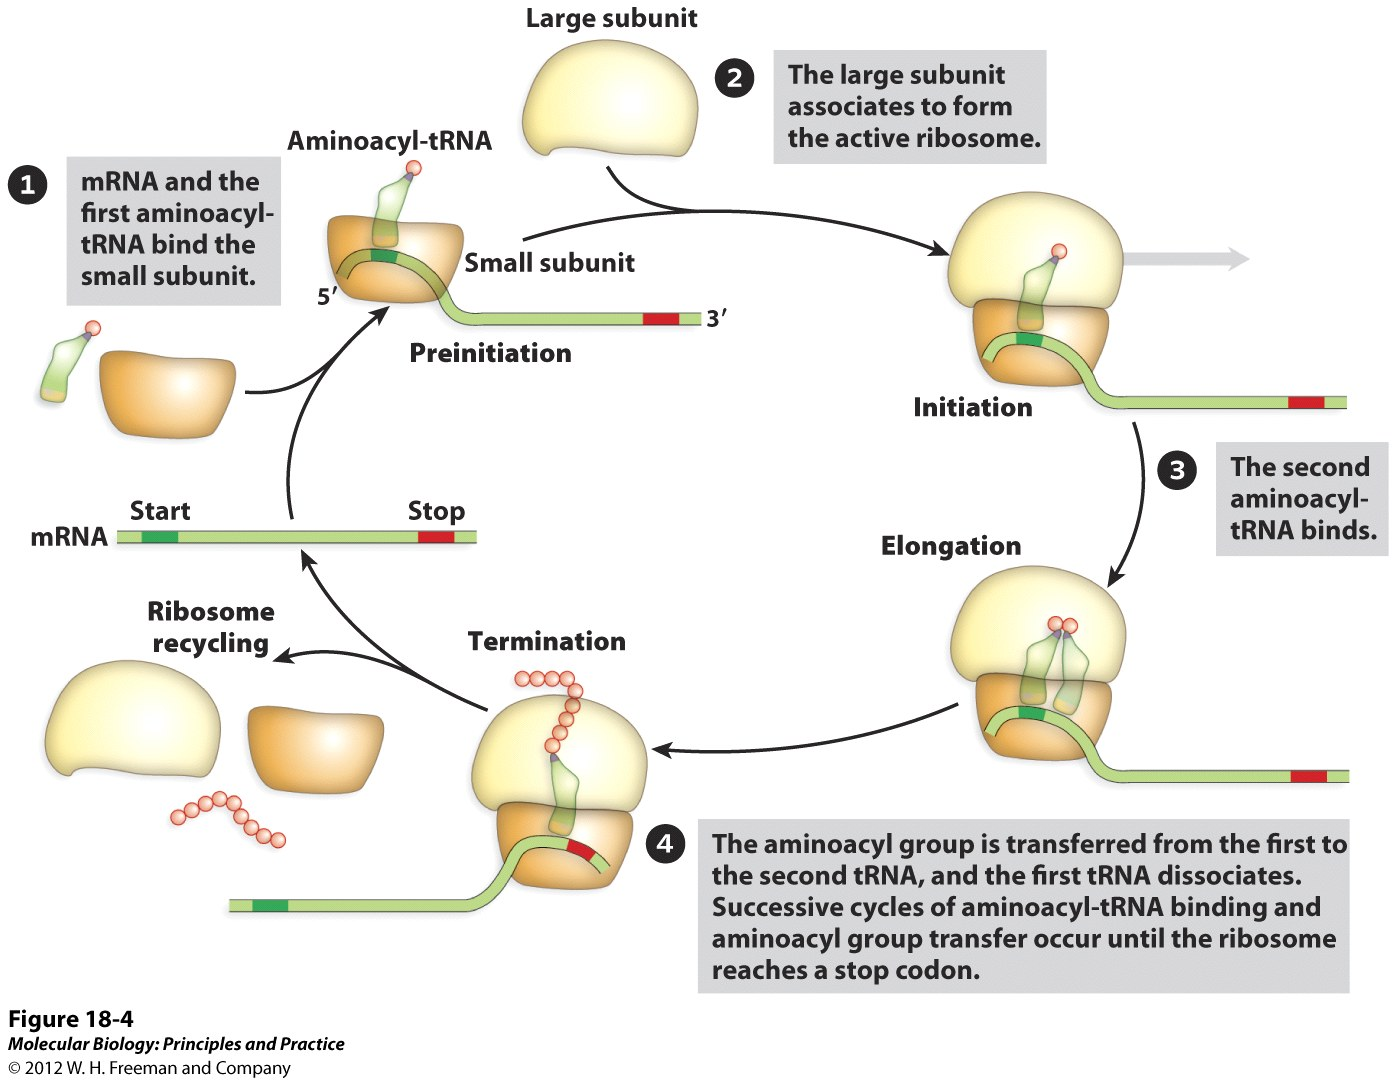 Large subunit
2
The large subunit
associates to form
the active ribosome.
Aminoacyl-tRNA
1
mRNA and the
first aminoacyl-
tRNA bind the
small subunit.
Small subunit
5′
3′
Preinitiation
Initiation
3
The second
aminoacyl-
tRNA binds.
Start
Stop
mRNA
Elongation
Ribosome
recycling
Termination
4
The aminoacyl group is transferred from the first to
the second tRNA, and the first tRNA dissociates.
Successive cycles of aminoacyl-tRNA binding and
aminoacyl group transfer occur until the ribosome
reaches a stop codon.
Figure 18-4
Molecular Biology: Principles and Practice
© 2012 W. H. Freeman and Company